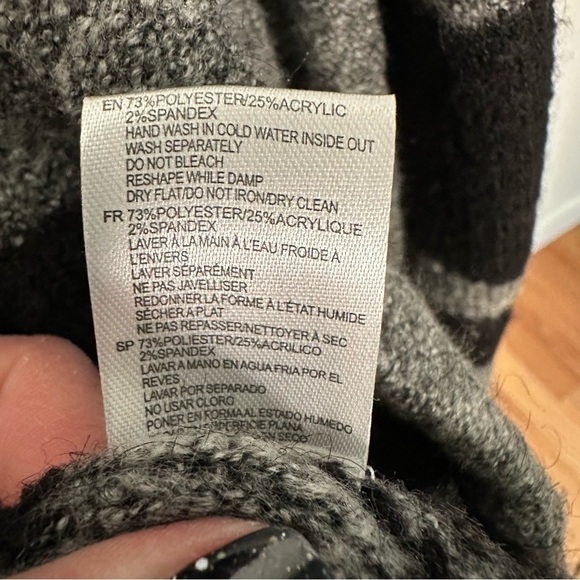 EN 73%POLYESTER/25%ACRYLIC
2%SPANDEX
HAND WASH IN COLD WATER INSIDE OUT
WASH SEPARATELY
DO NOT BLEACH
RESHAPE WHILE DAMP
DRY FLAT/DO NOT IRON/DRY CLEAN
FR 73%POLYESTER/25%ACRYLIQUE
2%SPANDEX
LAVER À LA MAIN À L'EAU FROIDE À
L'ENVERS
LAVER SÉPARÉMENT
NE PAS JAVELLISER
REDONNER LA FORME À L'ÉTAT HUMIDE
SÉCHER A PLAT
NE PAS REPASSER/NETTOYER À SEC
SP 73%POLIESTER/25%ACRILICO
2%SPANDEX
LAVAR A MANO EN AGUA FRIA POR EL
REVES
LAVAR POR SEPARADO
NO USAR CLORO
PONER EN FORMA AL ESTADO HUMEDO
SUPERFICIE PLANA
EN SECO